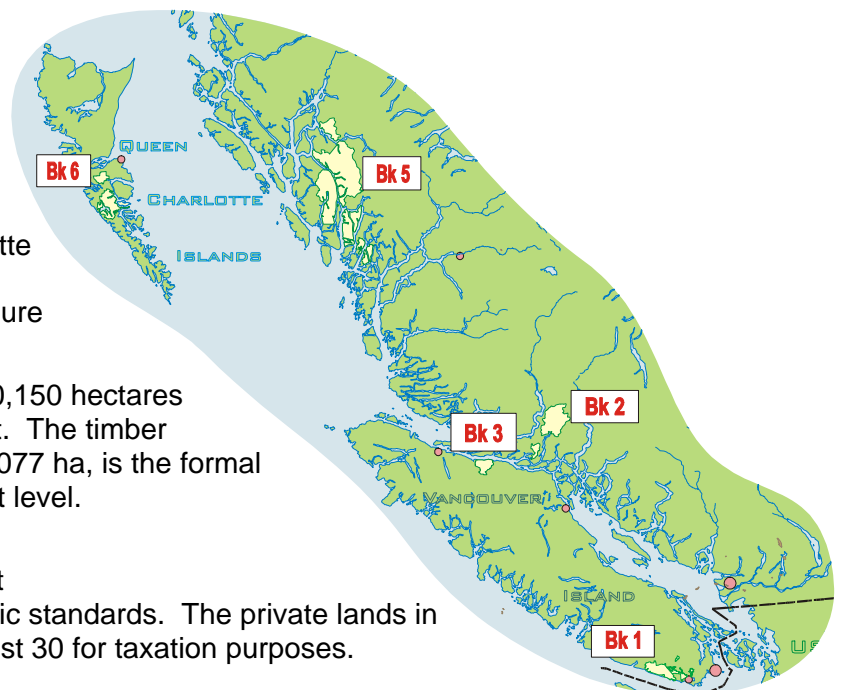 QUEEN
Bk 6
Bk 5
CHARLOTTE
ISLANDS
tte
ure
0,150 hectares
t. The timber
077 ha, is the formal
t level.
Bk 2
Bk 3
VANCOUVER
ISLAND
t
ic standards. The private lands in
st 30 for taxation purposes.
Bk 1
US